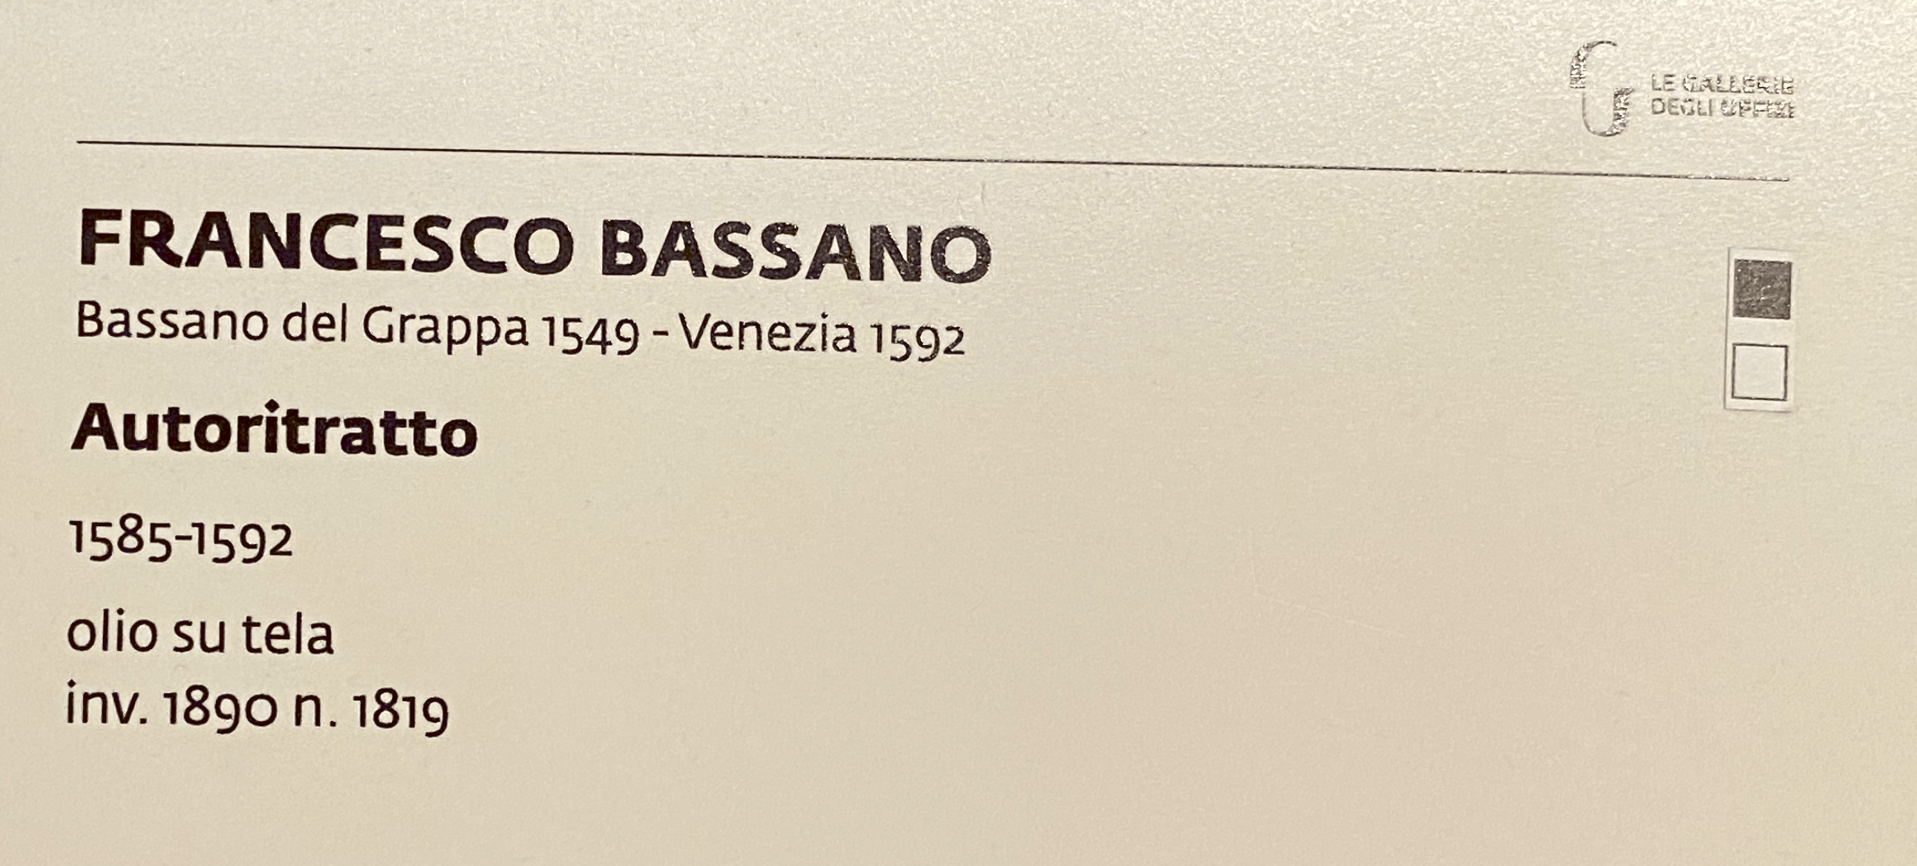 LE GALLERIE
DEGLI UFFIZI
FRANCESCO BASSANO
Bassano del Grappa 1549 - Venezia 1592
Autoritratto
1585-1592
olio su tela
inv. 1890 n. 1819